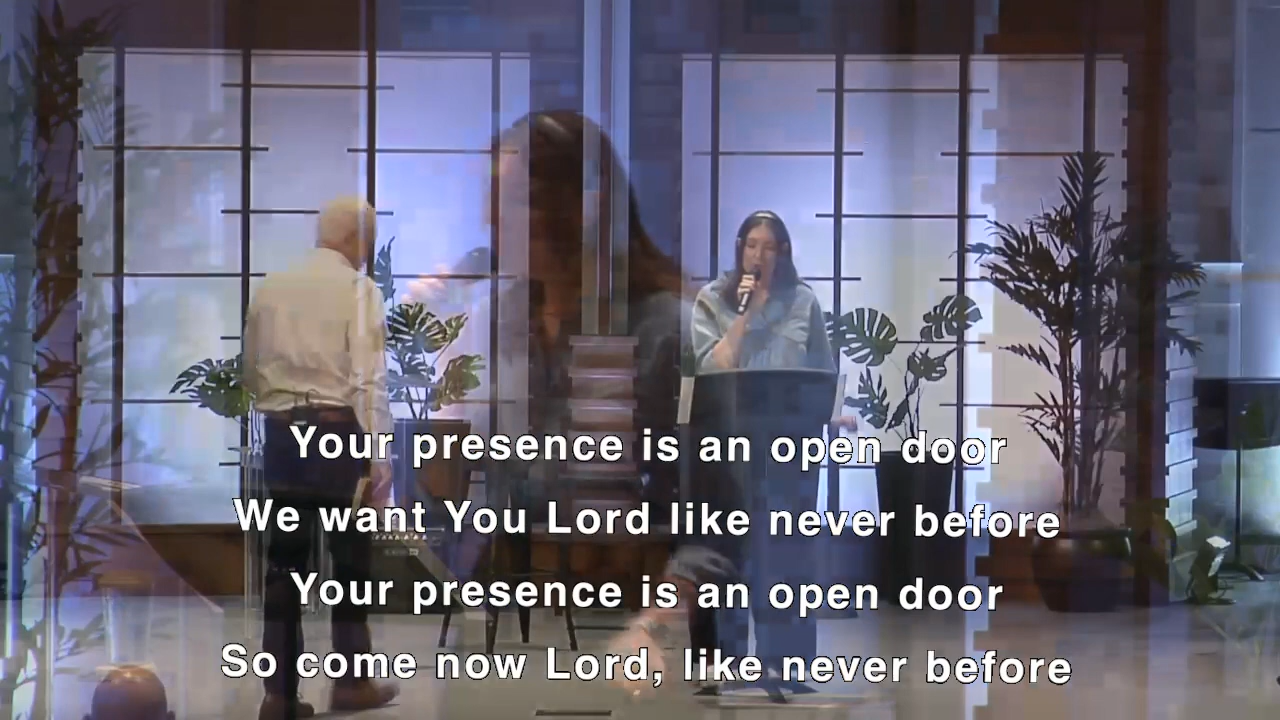 Your presence is an open door
We want You Lord like never before
Your presence is an open door
So come now Lord, like never before